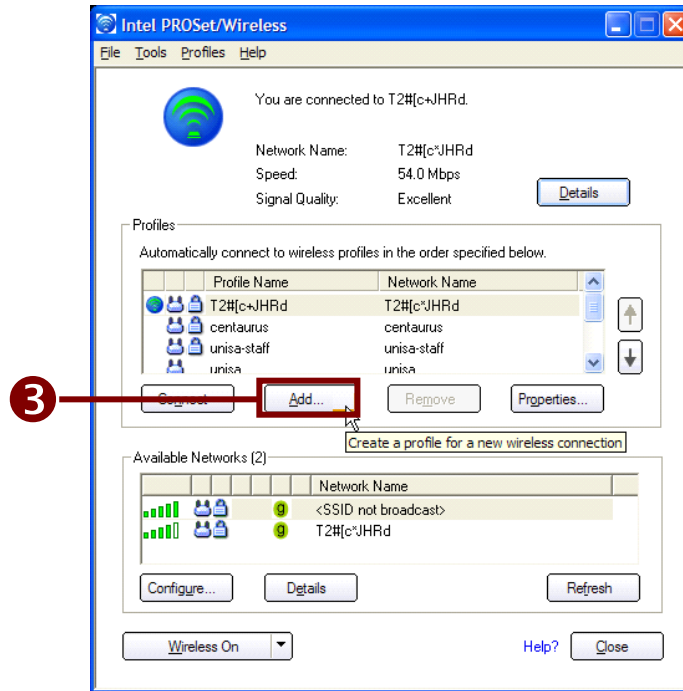 Intel PROSet/Wireless
File Tools Profiles Help
You are connected to T2#[c+JHRd.
Network Name: T2#[c*JHRd
Speed: 54.0 Mbps
Signal Quality: Excellent
Details
Profiles
Automatically connect to wireless profiles in the order specified below.
Profile Name Network Name
T2#[c+JHRd T2#[c*JHRd
centaurus centaurus
unisa-staff unisa-staff
unisa unisa
3
Connect Add... Remove Properties...
Create a profile for a new wireless connection
Available Networks (2)
Network Name
g <SSID not broadcast>
g T2#[c*JHRd
Configure... Details Refresh
Wireless On Help? Close